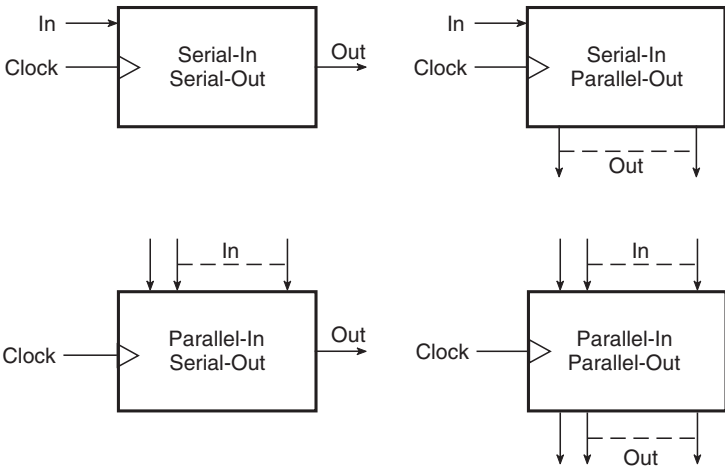 In
Clock
Serial-In
Serial-Out
Out
In
Clock
Serial-In
Parallel-Out
Out
In
Clock
Parallel-In
Serial-Out
Out
In
Clock
Parallel-In
Parallel-Out
Out